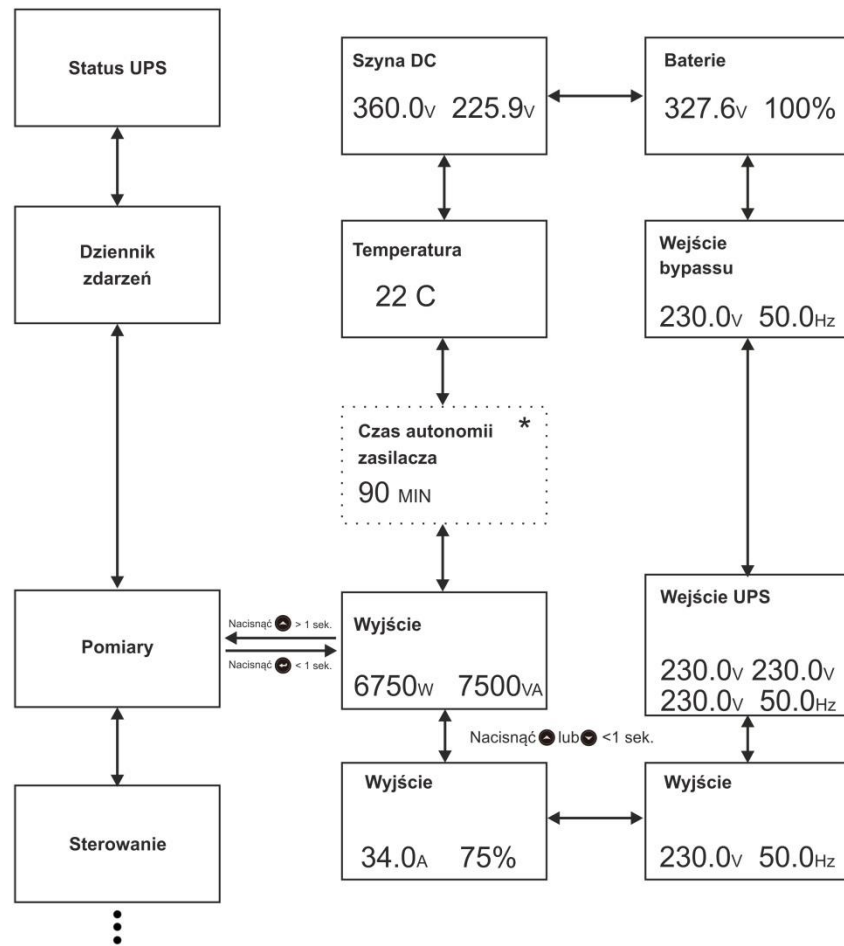 Status UPS
Dziennik
zdarzeń
Pomiary
Sterowanie
Nacisnąć > 1 sek.
Nacisnąć < 1 sek.
Szyna DC
360.0V 225.9V
Temperatura
22 C
Czas autonomii *
zasilacza
90 MIN
Wyjście
6750W 7500VA
Nacisnąć lub <1 sek.
Wyjście
34.0A 75%
Baterie
327.6V 100%
Wejście
bypassu
230.0V 50.0Hz
Wejście UPS
230.0V 230.0V
230.0V 50.0Hz
Wyjście
230.0V 50.0Hz